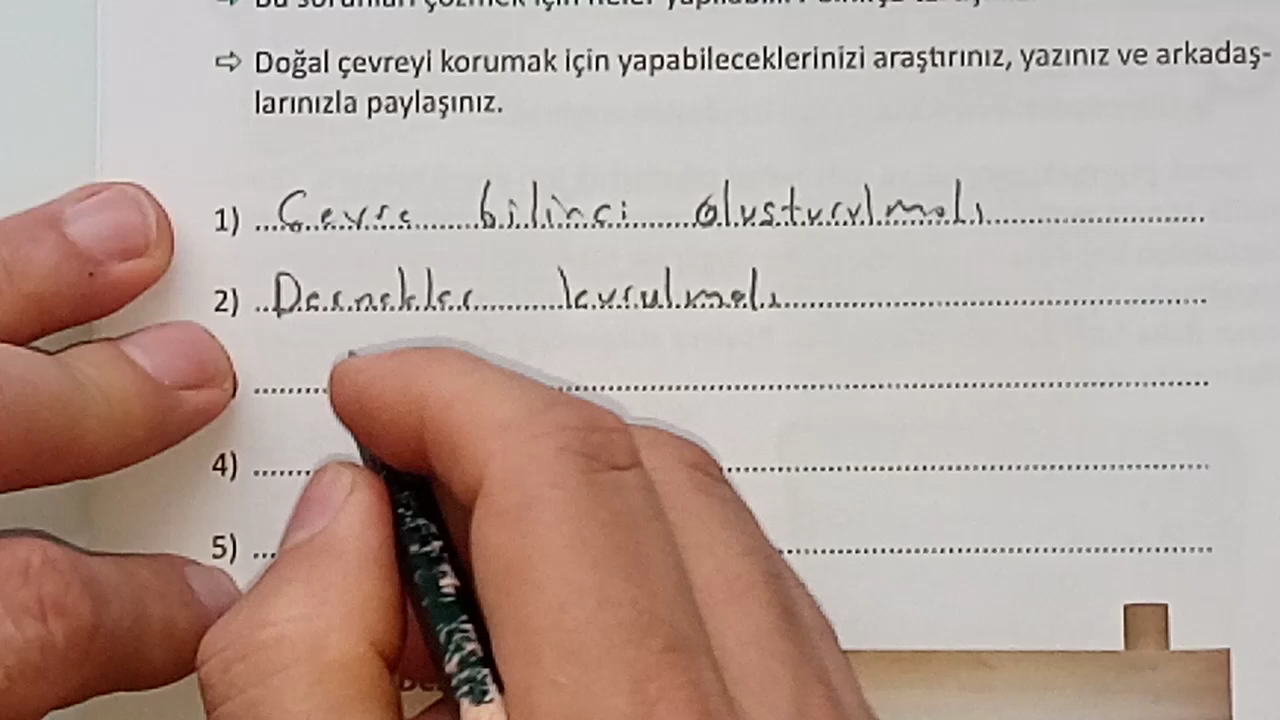 ⇨ Doğal çevreyi korumak için yapabileceklerinizi araştırınız, yazınız ve arkadaş-
larınızla paylaşınız.
1) Çevre bilinci oluşturulmalı
2) Dernekler kurulmalı
4)
5)